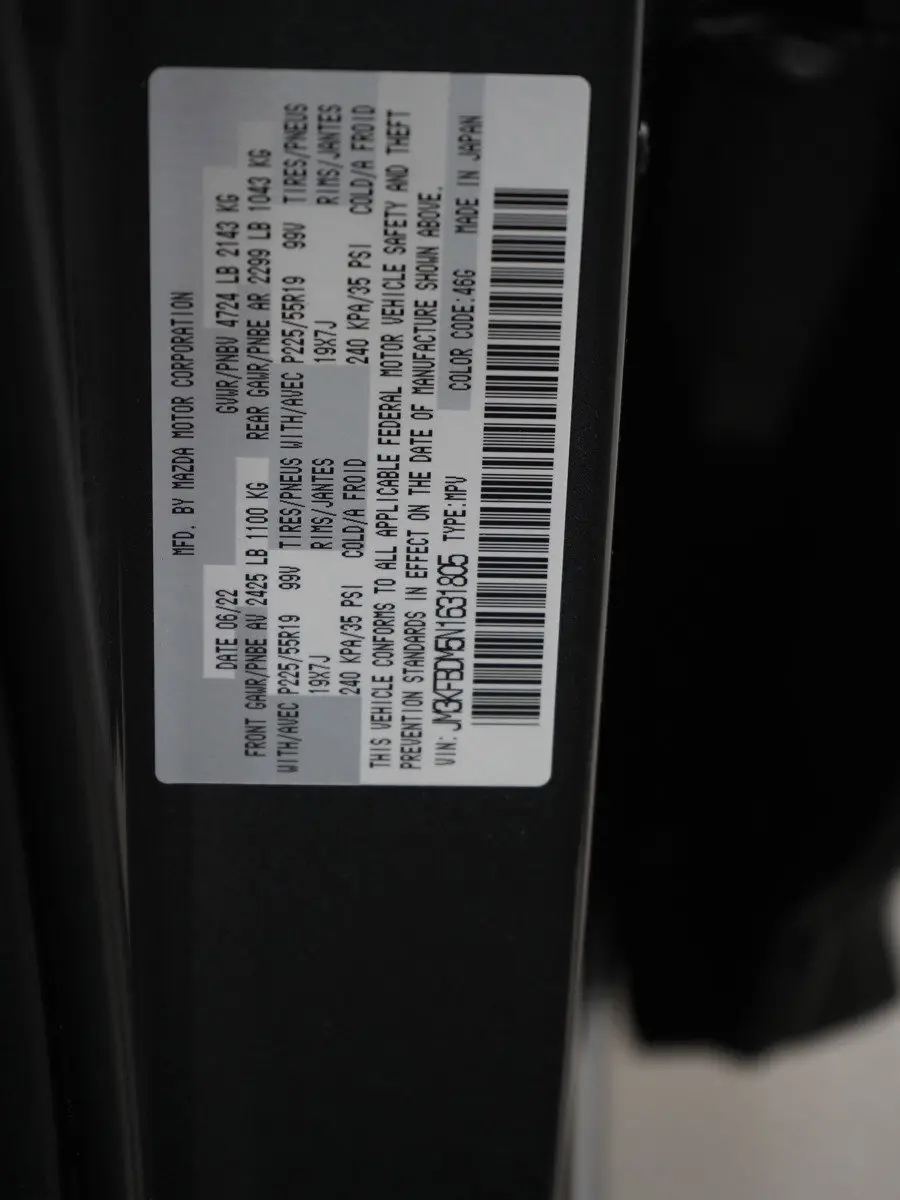 MFD. BY MAZDA MOTOR CORPORATION
DATE 06/22 GVWR/PNBV 4724 LB 2143 KG
FRONT GAWR/PNBE AV 2425 LB 1100 KG REAR GAWR/PNBE AR 2299 LB 1043 KG
WITH/AVEC P225/55R19 99V TIRES/PNEUS WITH/AVEC P225/55R19 99V TIRES/PNEUS
19X7J RIMS/JANTES 19X7J RIMS/JANTES
240 KPA/35 PSI COLD/A FROID 240 KPA/35 PSI COLD/A FROID
THIS VEHICLE CONFORMS TO ALL APPLICABLE FEDERAL MOTOR VEHICLE SAFETY AND THEFT
PREVENTION STANDARDS IN EFFECT ON THE DATE OF MANUFACTURE SHOWN ABOVE.
VIN: JM3KFBDM5N1631805 TYPE:MPV COLOR CODE:46G MADE IN JAPAN